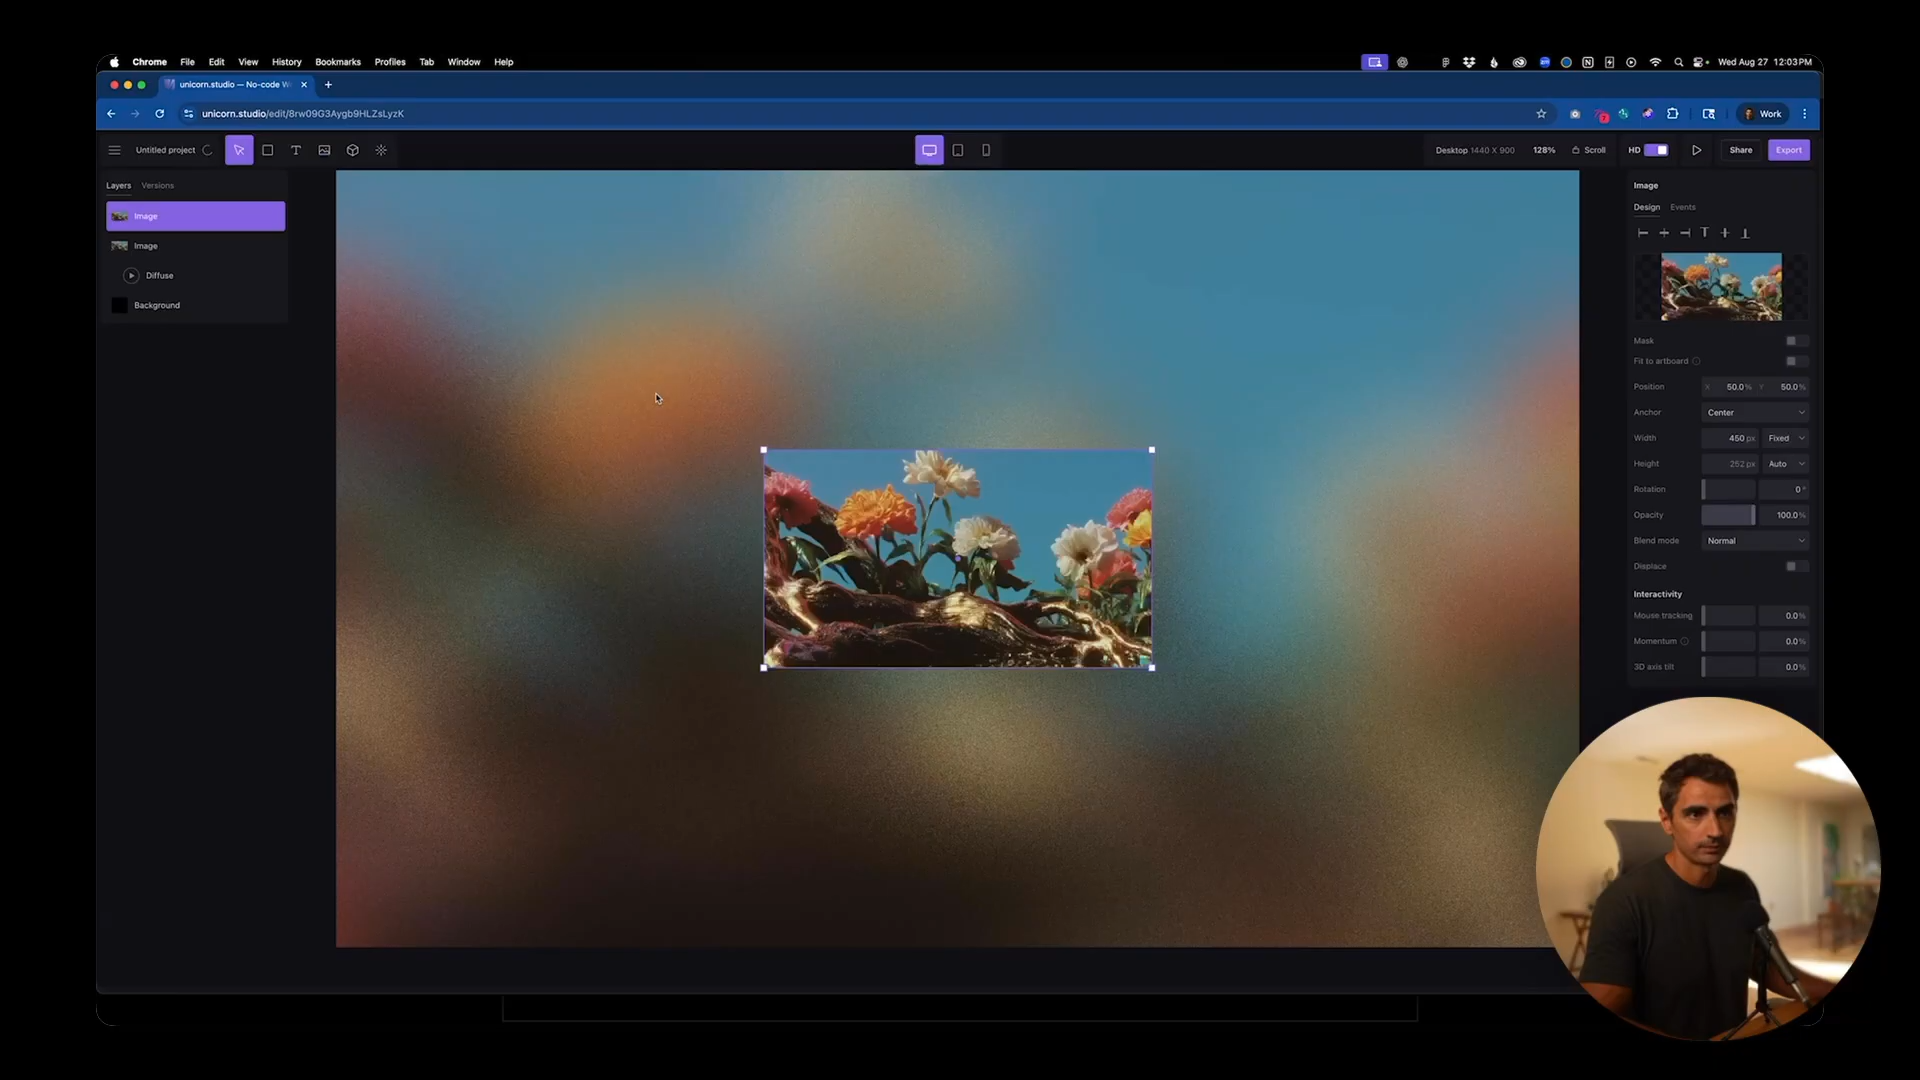 Chrome File Edit View History Bookmarks Profiles Tab Window Help
Wed Aug 27 12:03 PM
unicorn.studio — No-code W
unicorn.studio/edit/8rw09G3Aygb9HLZsLyzK
Work
Untitled project
Desktop 1440 X 900 128% Scroll HD Share Export
Layers Versions
Image
Image
Diffuse
Background
Image
Design Events
Mask
Fit to artboard
Position X 50.0% Y 50.0%
Anchor Center
Width 450 px Fixed
Height 252 px Auto
Rotation 0 °
Opacity 100.0%
Blend mode Normal
Displace
Interactivity
Mouse tracking 0.0%
Momentum 0.0%
3D axis tilt 0.0%